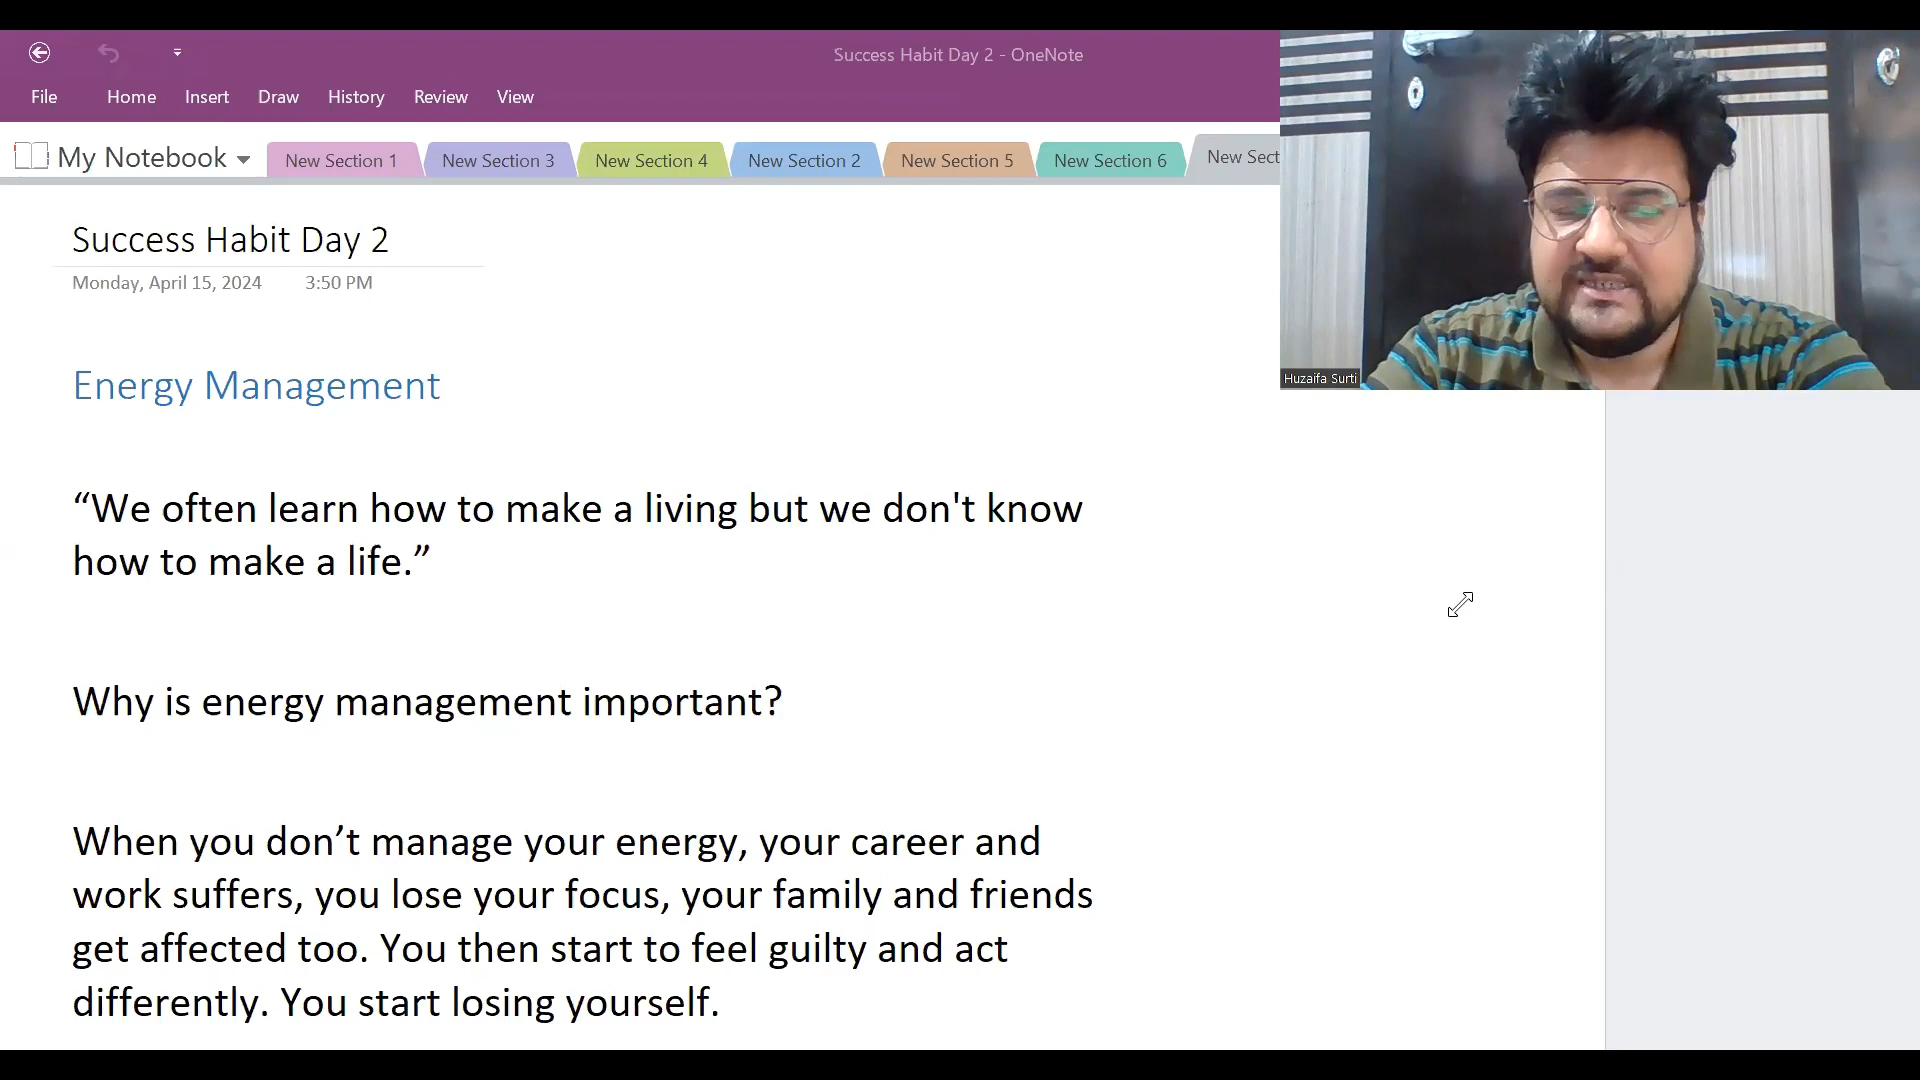 Success Habit Day 2 - OneNote
File Home Insert Draw History Review View
My Notebook New Section 1 New Section 3 New Section 4 New Section 2 New Section 5 New Section 6 New Sect
Success Habit Day 2
Monday, April 15, 2024 3:50 PM
Huzaifa Surti
Energy Management
“We often learn how to make a living but we don't know
how to make a life.”
Why is energy management important?
When you don’t manage your energy, your career and
work suffers, you lose your focus, your family and friends
get affected too. You then start to feel guilty and act
differently. You start losing yourself.